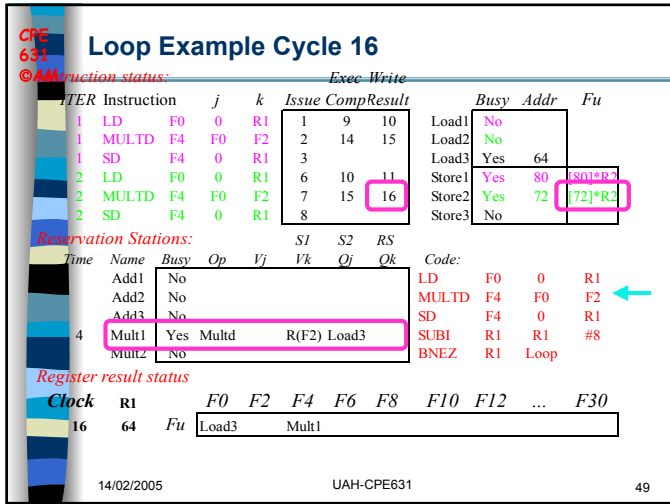 CPE
631
©AM
Loop Example Cycle 16
Instruction status: Exec Write
ITER Instruction j k Issue Comp Result Busy Addr Fu
1 LD F0 0 R1 1 9 10 Load1 No
1 MULTD F4 F0 F2 2 14 15 Load2 No
1 SD F4 0 R1 3 Load3 Yes 64
2 LD F0 0 R1 6 10 11 Store1 Yes 80 [80]*R2
2 MULTD F4 F0 F2 7 15 16 Store2 Yes 72 [72]*R2
2 SD F4 0 R1 8 Store3 No
Reservation Stations: S1 S2 RS
Time Name Busy Op Vj Vk Qj Qk Code:
Add1 No LD F0 0 R1
Add2 No MULTD F4 F0 F2
Add3 No SD F4 0 R1
4 Mult1 Yes Multd R(F2) Load3 SUBI R1 R1 #8
Mult2 No BNEZ R1 Loop
Register result status
Clock R1 F0 F2 F4 F6 F8 F10 F12 ... F30
16 64 Fu Load3 Mult1
14/02/2005 UAH-CPE631 49